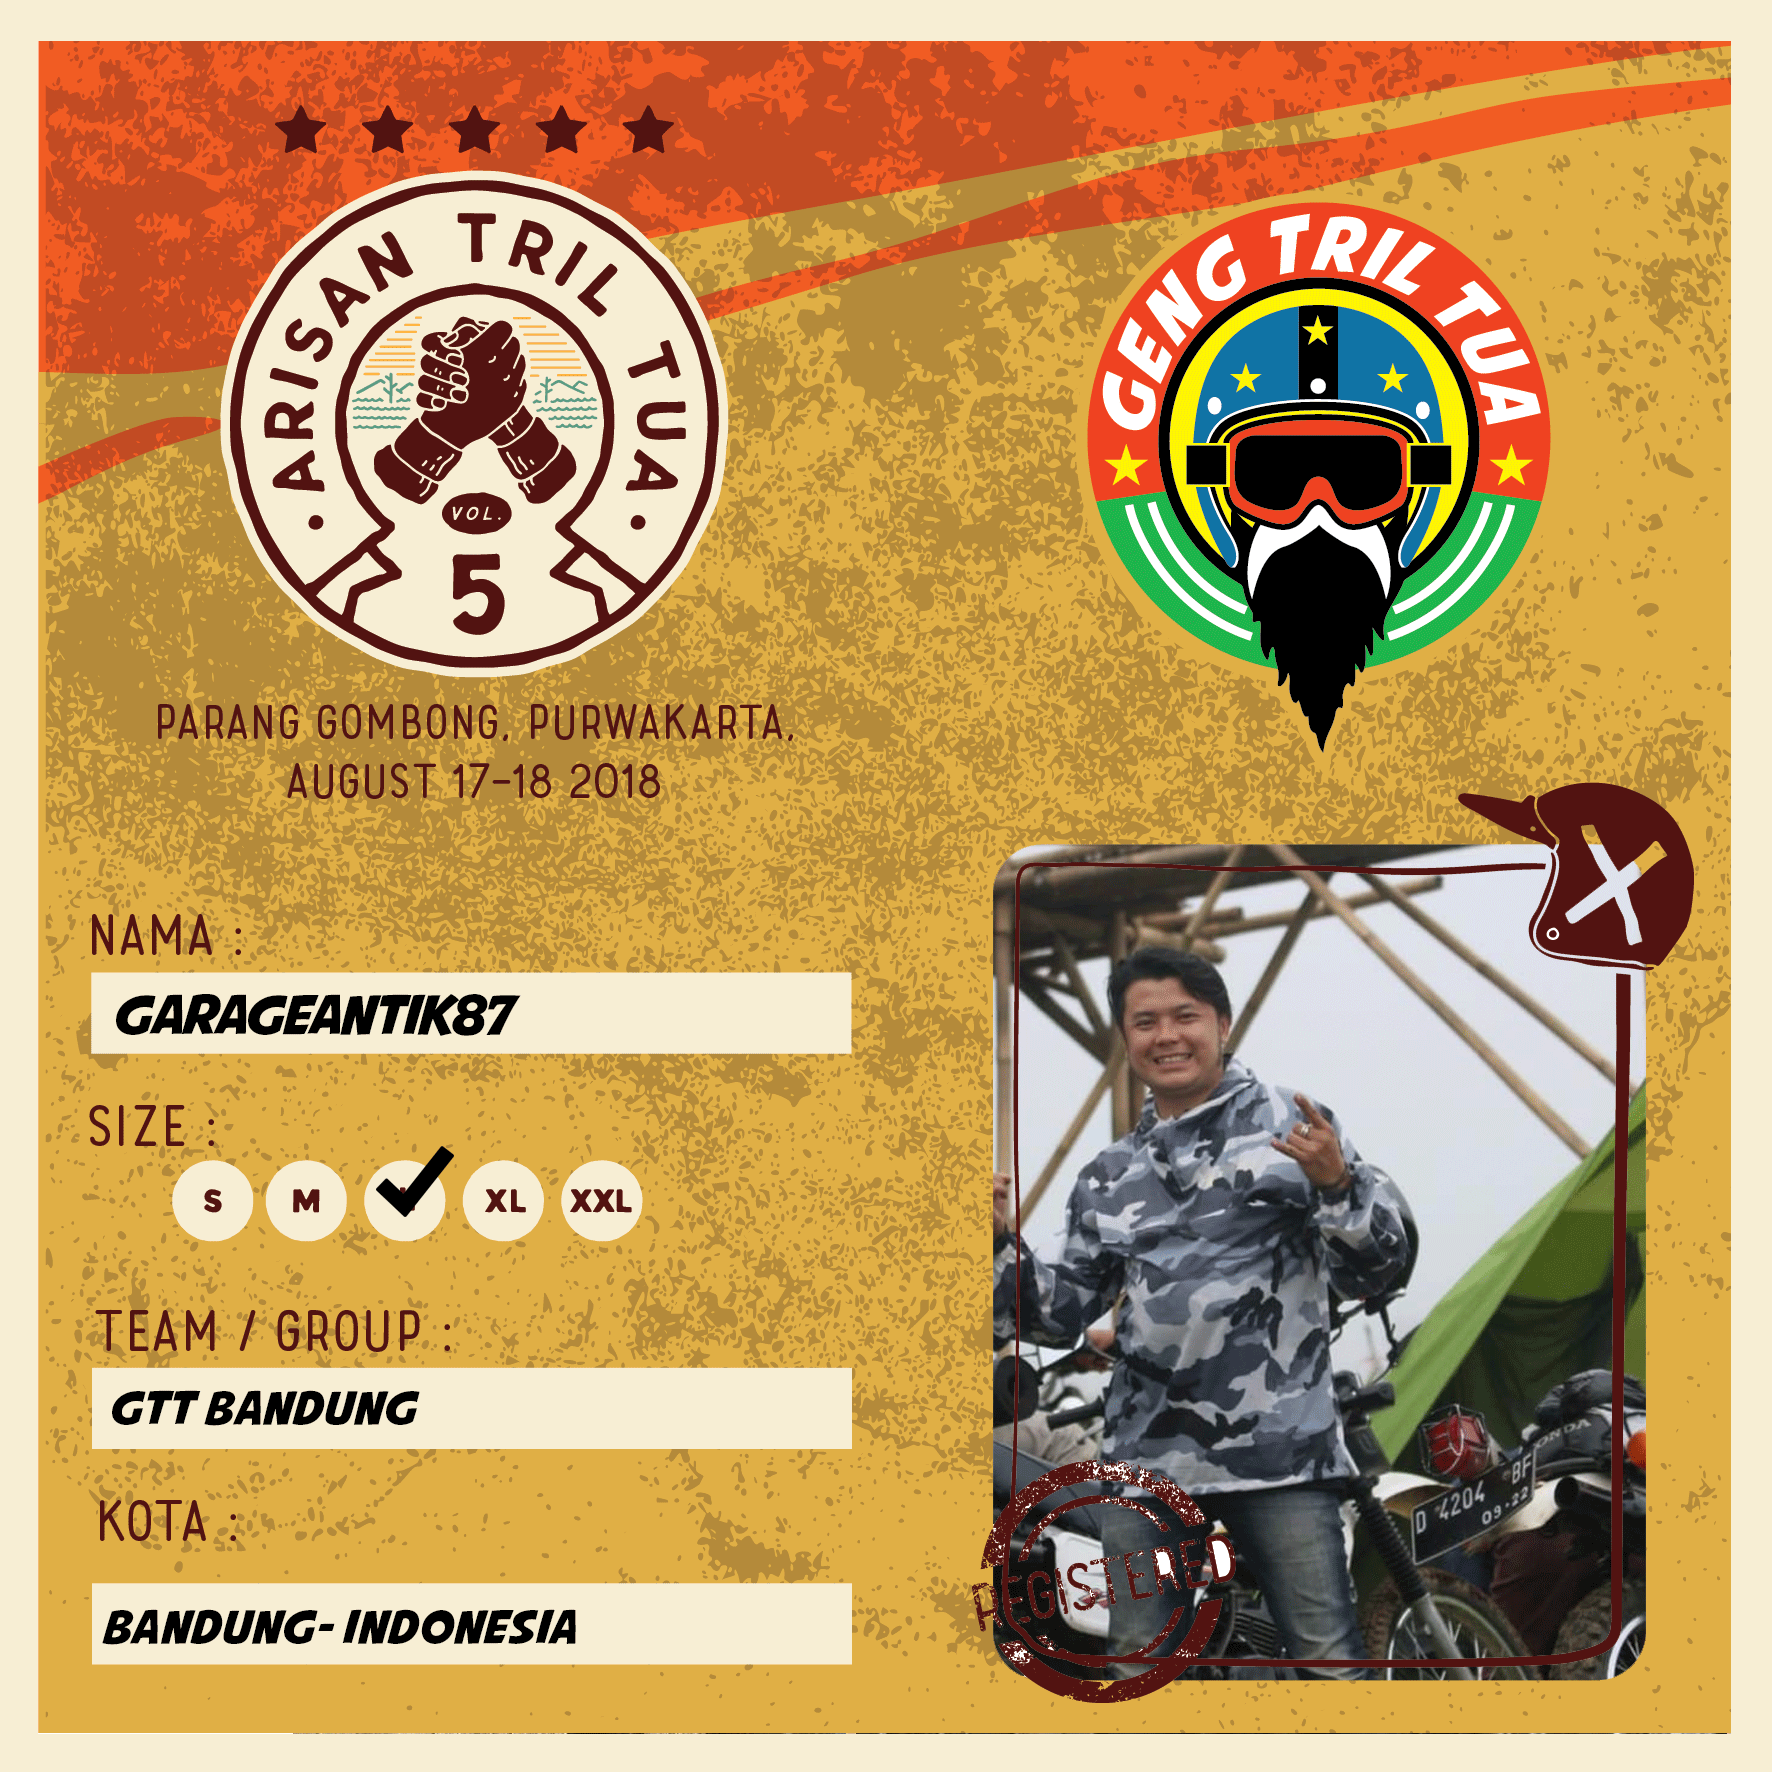 ARISAN TRIL TUA
VOL.
5
GENG TRIL TUA
PARANG GOMBONG, PURWAKARTA,
AUGUST 17-18 2018
NAMA :
GARAGEANTIK87
SIZE :
S M XL XXL
TEAM / GROUP :
GTT BANDUNG
KOTA :
BANDUNG- INDONESIA
HONDA
D 4204 BF
09·22
REGISTERED